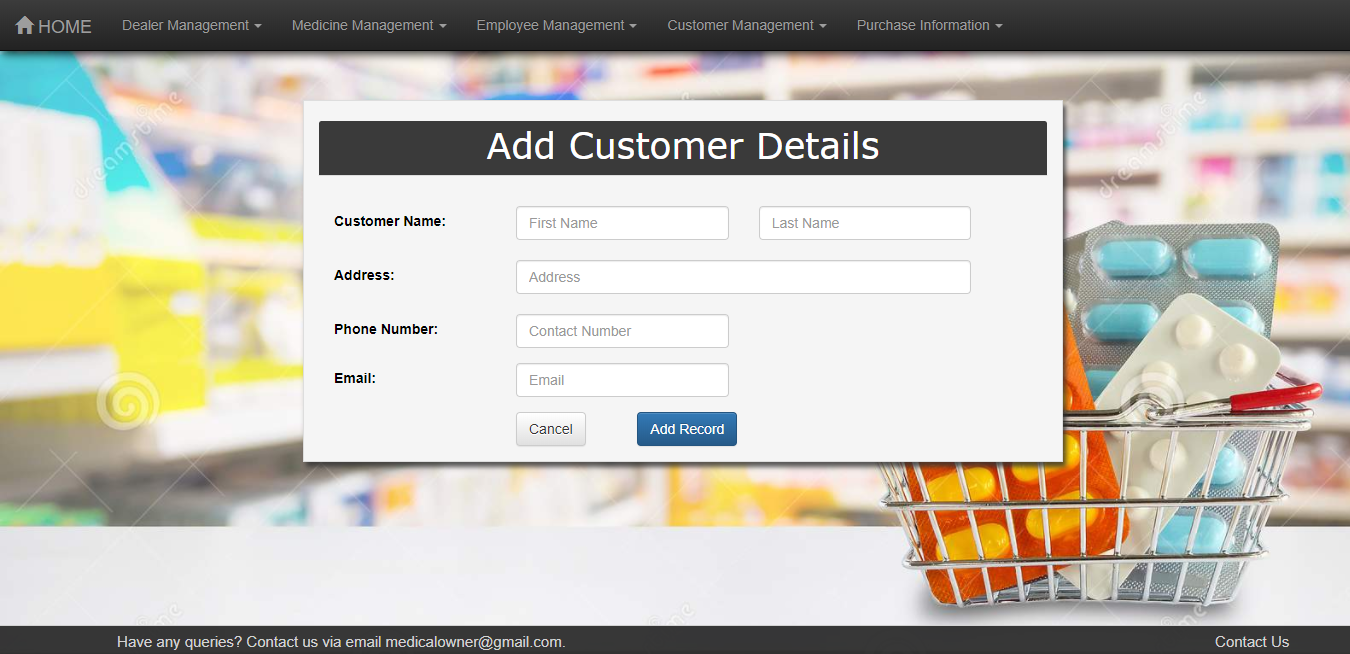 HOME Dealer Management Medicine Management Employee Management Customer Management Purchase Information
Add Customer Details
Customer Name: First Name Last Name
Address: Address
Phone Number: Contact Number
Email: Email
Cancel Add Record
dreamstime
dreamstime
Have any queries? Contact us via email medicalowner@gmail.com. Contact Us